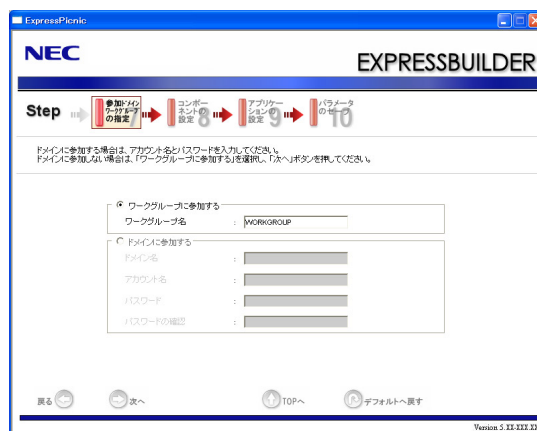 ExpressPicnic
NEC
EXPRESSBUILDER
Step
参加ドメイン
ワークグループ
の指定 7
コンポー
ネントの
設定 8
アプリケー
ションの
設定 9
パラメータ
のセーブ
10
ドメインに参加する場合は、アカウント名とパスワードを入力してください。
ドメインに参加しない場合は、「ワークグループに参加する」を選択し、「次へ」ボタンを押してください。
ワークグループに参加する
ワークグループ名 : WORKGROUP
ドメインに参加する
ドメイン名 :
アカウント名 :
パスワード :
パスワードの確認 :
戻る 次へ TOPへ デフォルトへ戻す
Version 5.XX-XXX.XX